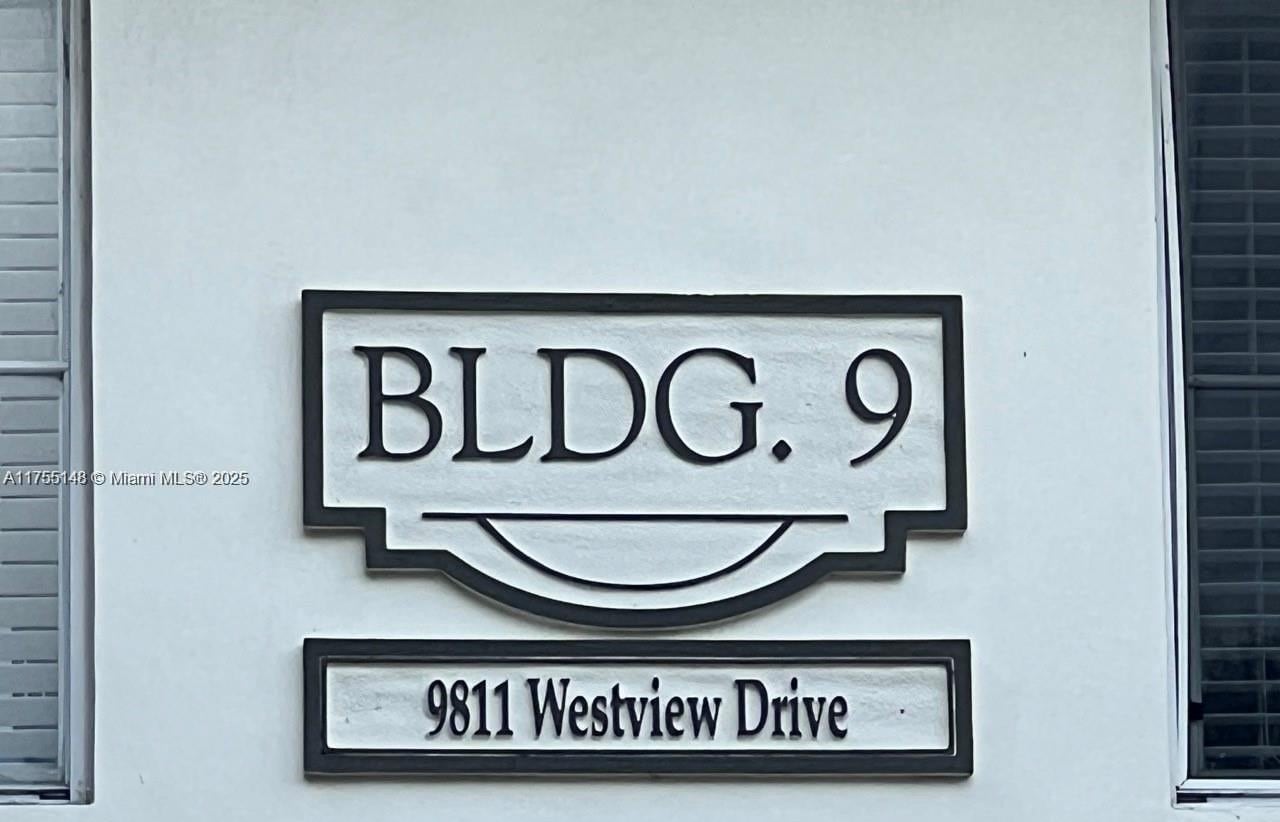 BLDG. 9
A11755148 © Miami MLS® 2025
9811 Westview Drive